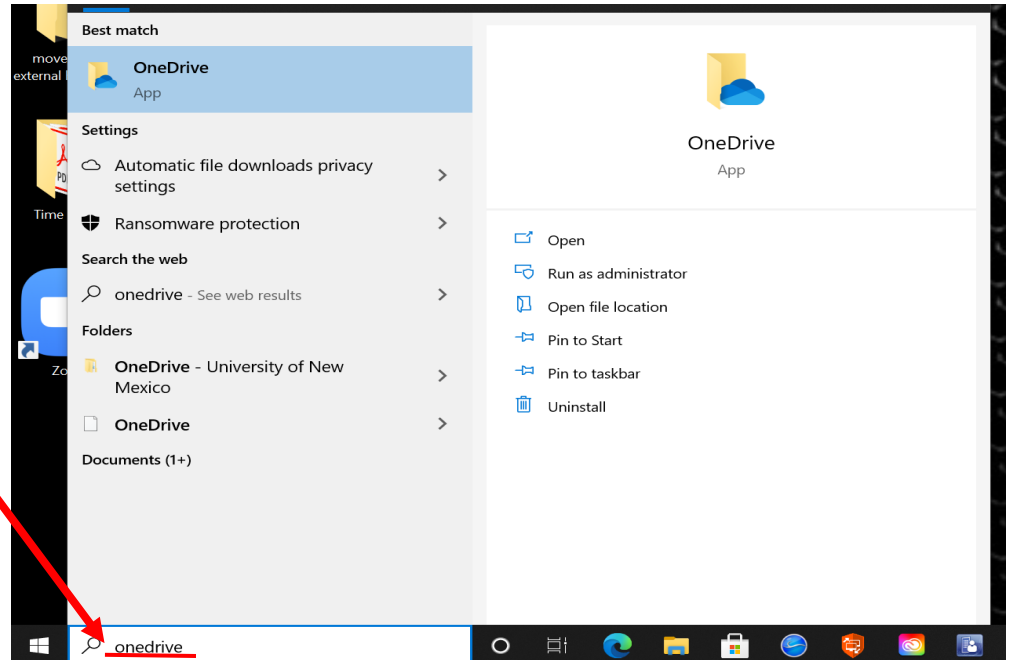 Best match
OneDrive
App
Settings
Automatic file downloads privacy
settings
Ransomware protection
Search the web
onedrive - See web results
Folders
OneDrive - University of New
Mexico
OneDrive
Documents (1+)
onedrive
OneDrive
App
Open
Run as administrator
Open file location
Pin to Start
Pin to taskbar
Uninstall
move
external
PD
Time
Zo